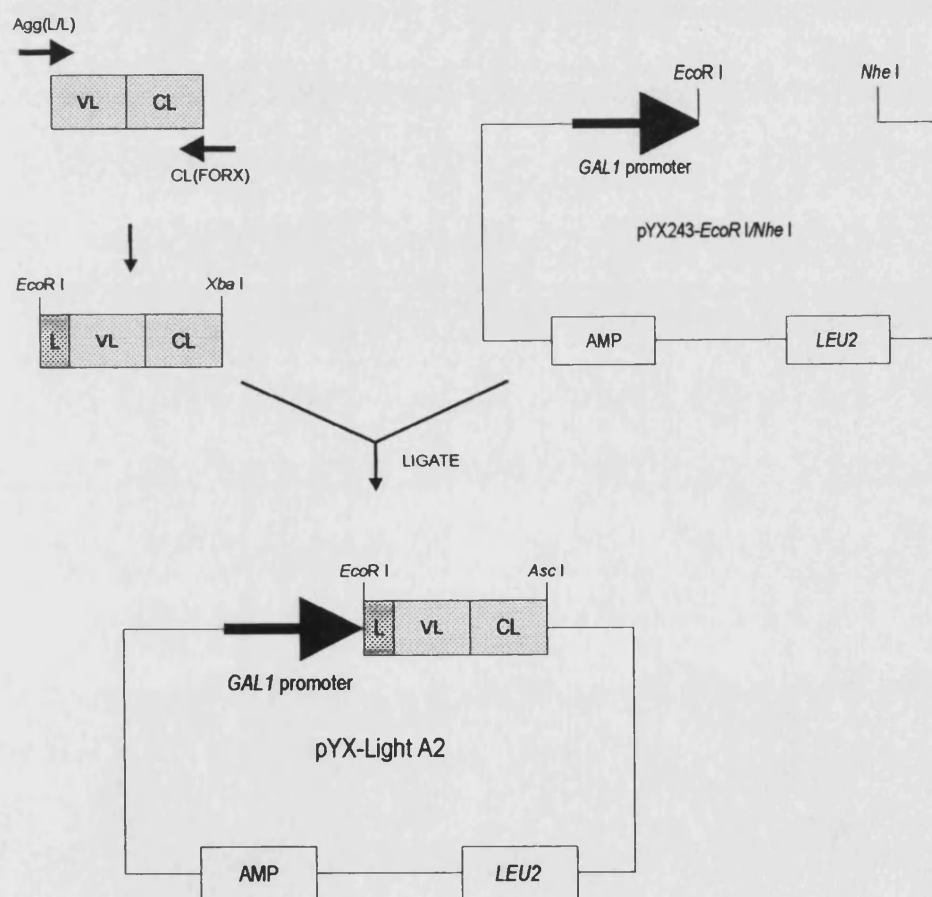 Agg(L/L)
VL CL
CL(FORX)
EcoR I Xba I
L VL CL
EcoR I Nhe I
GAL1 promoter
pYX243-EcoR I/Nhe I
AMP LEU2
LIGATE
EcoR I Asc I
L VL CL
GAL1 promoter
pYX-Light A2
AMP LEU2